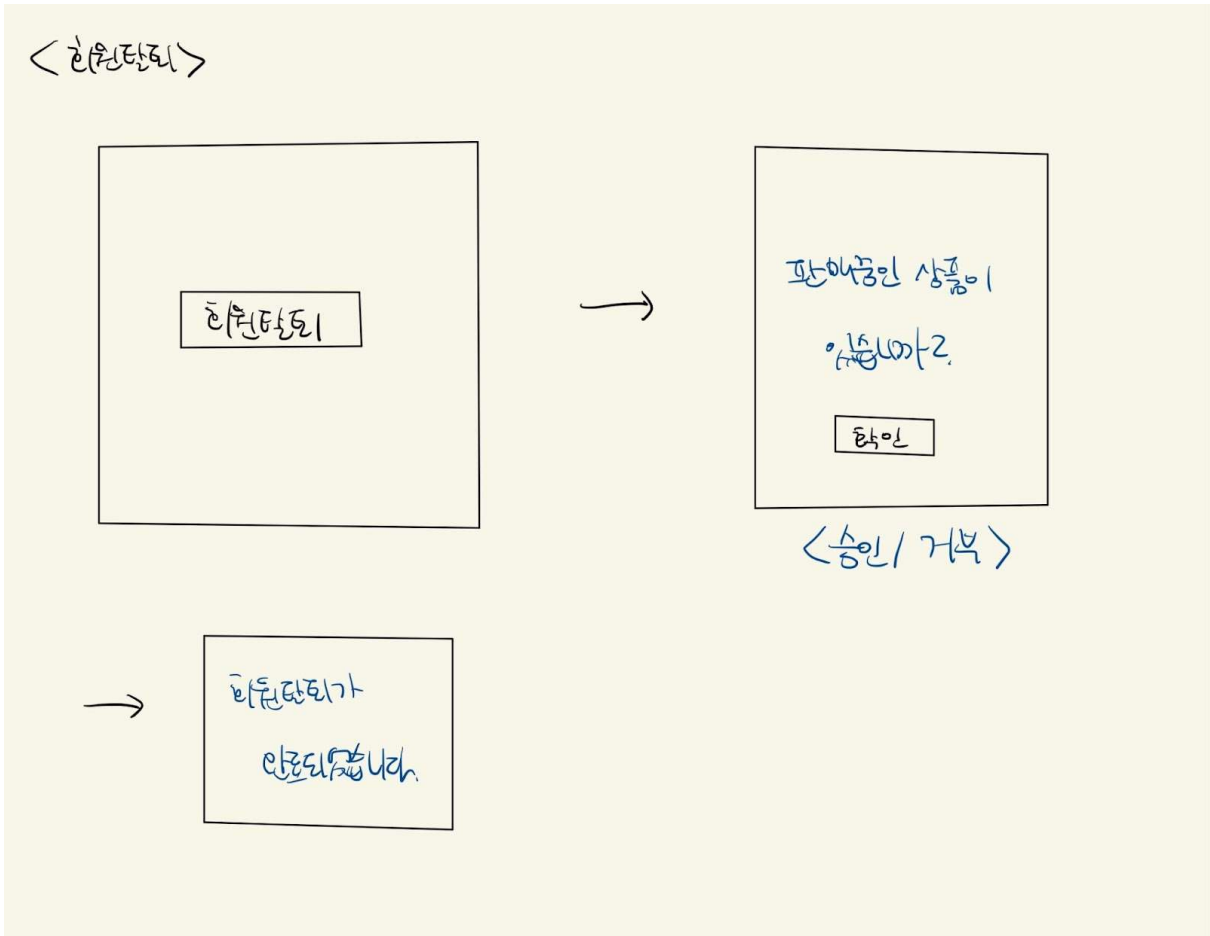 <회원탈퇴>
회원탈퇴
판매중인 상품이
있습니까?
확인
<승인/거부>
회원탈퇴가
완료되었습니다.